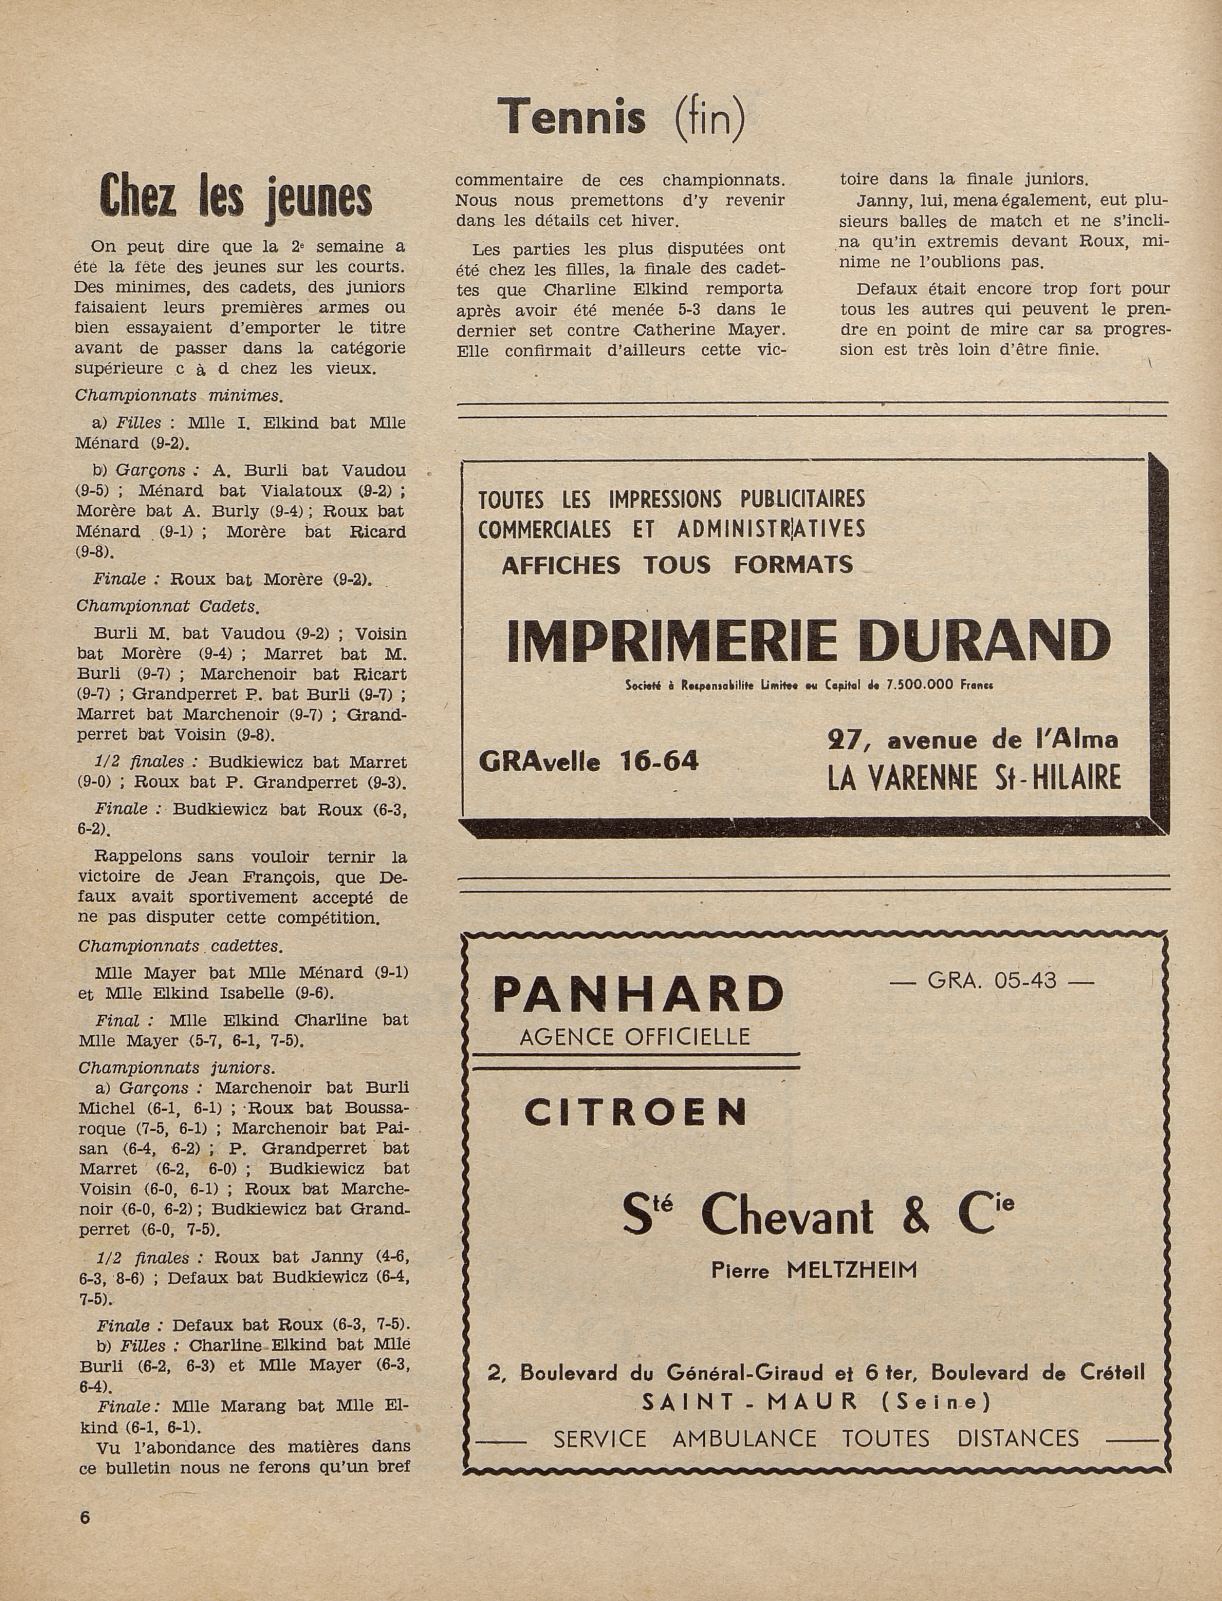 Tennis (fin)
Chez les jeunes
On peut dire que la 2e semaine a
été la fête des jeunes sur les courts.
Des minimes, des cadets, des juniors
faisaient leurs premières armes ou
bien essayaient d'emporter le titre
avant de passer dans la catégorie
supérieure c à d chez les vieux.
Championnats minimes.
a) Filles : Mlle I. Elkind bat Mlle
Ménard (9-2).
b) Garçons : A. Burli bat Vaudou
(9-5) ; Ménard bat Vialatoux (9-2) ;
Morère bat A. Burly (9-4) ; Roux bat
Ménard (9-1) ; Morère bat Ricard
(9-8).
Finale : Roux bat Morère (9-2).
Championnat Cadets.
Burli M. bat Vaudou (9-2) ; Voisin
bat Morère (9-4) ; Marret bat M.
Burli (9-7) ; Marchenoir bat Ricart
(9-7) ; Grandperret P. bat Burli (9-7) ;
Marret bat Marchenoir (9-7) ; Grand-
perret bat Voisin (9-8).
1/2 finales : Budkiewicz bat Marret
(9-0) ; Roux bat P. Grandperret (9-3).
Finale : Budkiewicz bat Roux (6-3,
6-2).
Rappelons sans vouloir ternir la
victoire de Jean François, que De-
faux avait sportivement accepté de
ne pas disputer cette compétition.
Championnats cadettes.
Mlle Mayer bat Mlle Ménard (9-1)
et Mlle Elkind Isabelle (9-6).
Final : Mlle Elkind Charline bat
Mlle Mayer (5-7, 6-1, 7-5).
Championnats juniors.
a) Garçons : Marchenoir bat Burli
Michel (6-1, 6-1) ; Roux bat Boussa-
roque (7-5, 6-1) ; Marchenoir bat Pai-
san (6-4, 6-2) ; P. Grandperret bat
Marret (6-2, 6-0) ; Budkiewicz bat
Voisin (6-0, 6-1) ; Roux bat Marche-
noir (6-0, 6-2) ; Budkiewicz bat Grand-
perret (6-0, 7-5).
1/2 finales : Roux bat Janny (4-6,
6-3, 8-6) ; Defaux bat Budkiewicz (6-4,
7-5).
Finale : Defaux bat Roux (6-3, 7-5).
b) Filles : Charline Elkind bat Mlle
Burli (6-2, 6-3) et Mlle Mayer (6-3,
6-4).
Finale : Mlle Marang bat Mlle El-
kind (6-1, 6-1).
Vu l'abondance des matières dans
ce bulletin nous ne ferons qu'un bref
commentaire de ces championnats.
Nous nous premettons d'y revenir
dans les détails cet hiver.
Les parties les plus disputées ont
été chez les filles, la finale des cadet-
tes que Charline Elkind remporta
après avoir été menée 5-3 dans le
dernier set contre Catherine Mayer.
Elle confirmait d'ailleurs cette vic-
toire dans la finale juniors.
Janny, lui, mena également, eut plu-
sieurs balles de match et ne s'incli-
na qu'in extremis devant Roux, mi-
nime ne l'oublions pas.
Defaux était encore trop fort pour
tous les autres qui peuvent le pren-
dre en point de mire car sa progres-
sion est très loin d'être finie.
TOUTES LES IMPRESSIONS PUBLICITAIRES
COMMERCIALES ET ADMINISTRATIVES
AFFICHES TOUS FORMATS
IMPRIMERIE DURAND
Societé à Responsabilite Limitee au Capital de 7.500.000 Francs
GRAvelle 16-64
27, avenue de l'Alma
LA VARENNE St-HILAIRE
PANHARD
AGENCE OFFICIELLE
— GRA. 05-43 —
CITROEN
Sté Chevant & Cie
Pierre MELTZHEIM
2, Boulevard du Général-Giraud et 6 ter, Boulevard de Créteil
SAINT-MAUR (Seine)
SERVICE AMBULANCE TOUTES DISTANCES
6